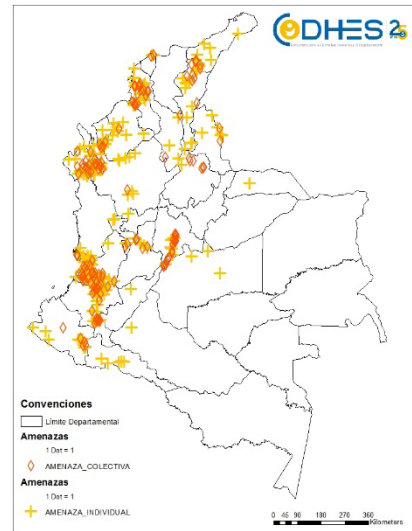 CODHES
Convenciones
Límite Departamental
Amenazas
1 Dot = 1
AMENAZA_COLECTIVA
Amenazas
1 Dot = 1
AMENAZA_INDIVIDUAL
0 45 90 180 270 360
Kilometers